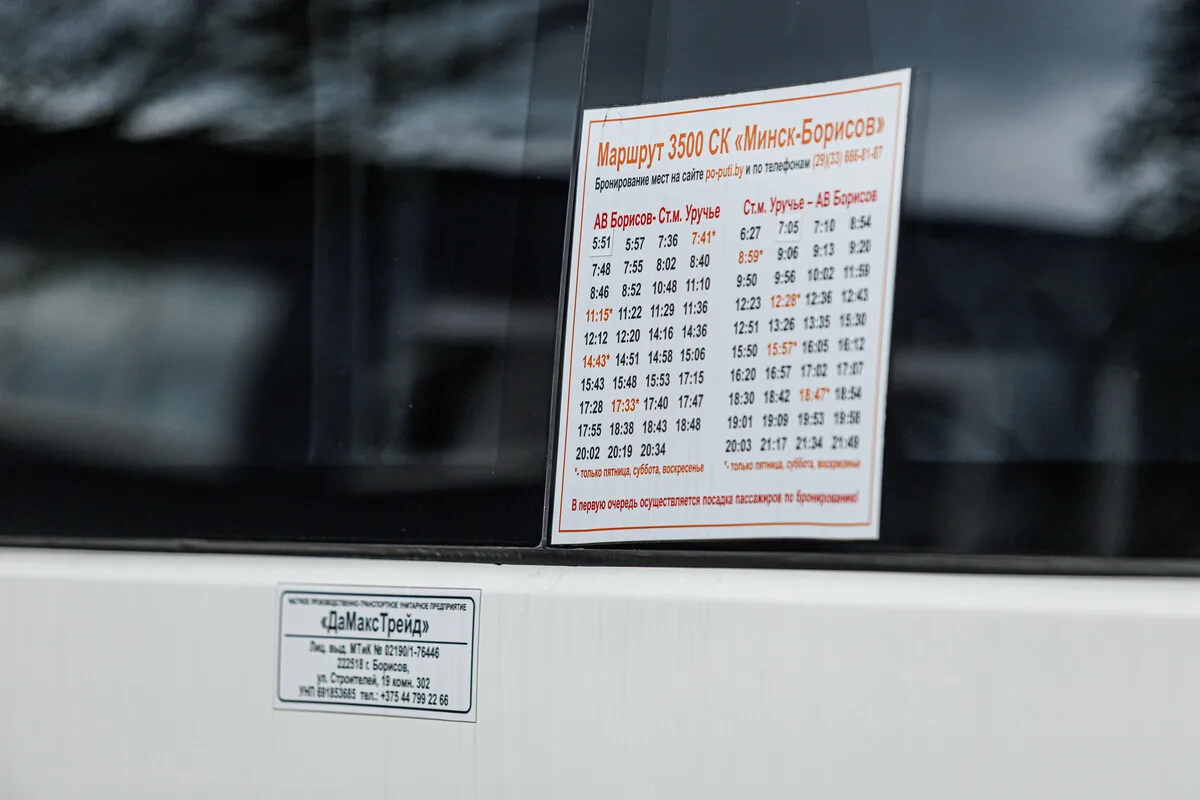 Маршрут 3500 СК «Минск-Борисов»
Бронирование мест на сайте po-puti.by и по телефонам (29)(33) 666-81-87
АВ Борисов- Ст.м. Уручье
5:51 5:57 7:36 7:41*
7:48 7:55 8:02 8:40
8:46 8:52 10:48 11:10
11:15* 11:22 11:29 11:36
12:12 12:20 14:16 14:36
14:43* 14:51 14:58 15:06
15:43 15:48 15:53 17:15
17:28 17:33* 17:40 17:47
17:55 18:38 18:43 18:48
20:02 20:19 20:34
*- только пятница, суббота, воскресенье
Ст.м. Уручье – АВ Борисов
6:27 7:05 7:10 8:54
8:59* 9:06 9:13 9:20
9:50 9:56 10:02 11:59
12:23 12:28* 12:36 12:43
12:51 13:26 13:35 15:30
15:50 15:57* 16:05 16:12
16:20 16:57 17:02 17:07
18:30 18:42 18:47* 18:54
19:01 19:09 19:53 19:58
20:03 21:17 21:34 21:49
*- только пятница, суббота, воскресенье
В первую очередь осуществляется посадка пассажиров по бронированию!
ЧАСТНОЕ ПРОИЗВОДСТВЕННО-ТРАНСПОРТНОЕ УНИТАРНОЕ ПРЕДПРИЯТИЕ
«ДаМаксТрейд»
Лиц. выд. МТиК № 02190/1-76446
222518 г. Борисов,
ул. Строителей, 19 комн. 302
УНП 691853685 тел.: +375 44 799 22 66